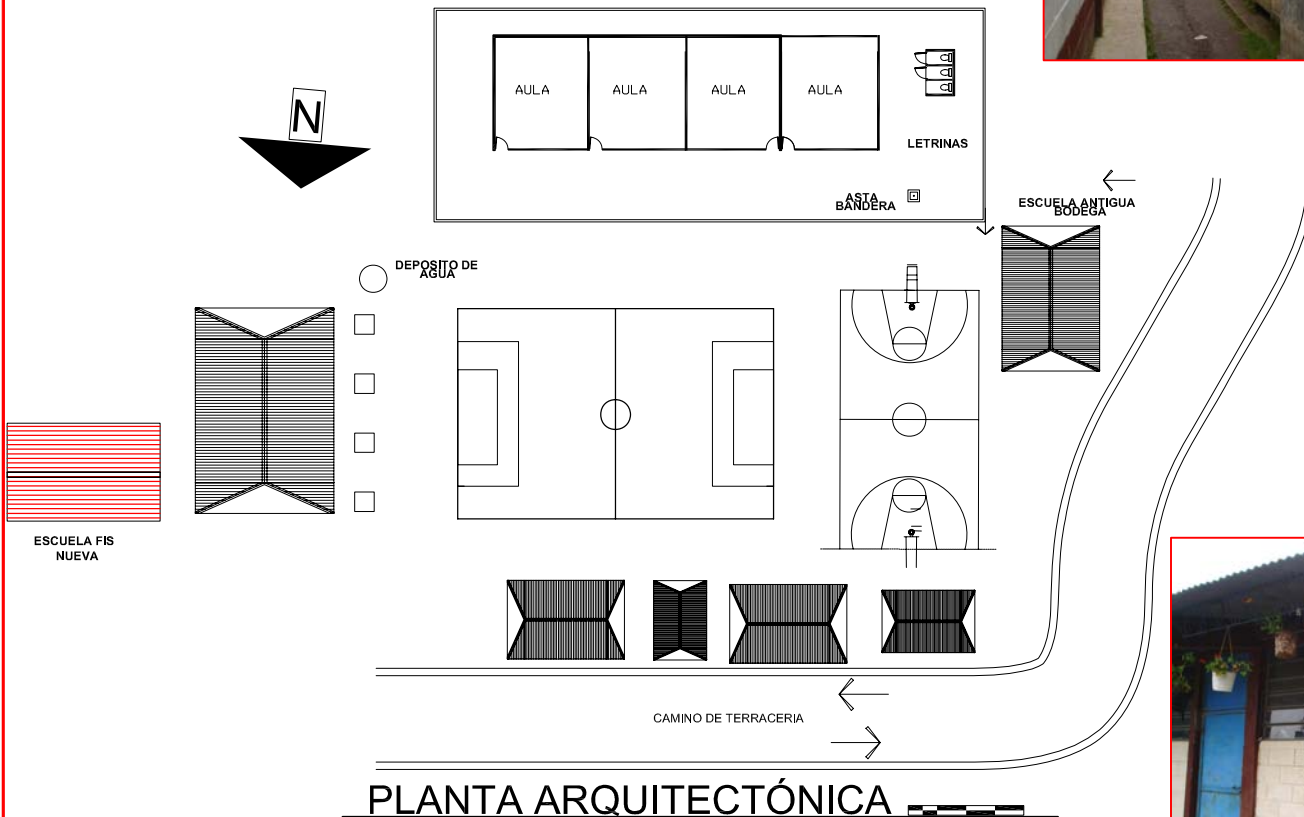 AULA
AULA
AULA
AULA
N
LETRINAS
ASTA
BANDERA
ESCUELA ANTIGUA
BODEGA
DEPOSITO DE
AGUA
ESCUELA FIS
NUEVA
CAMINO DE TERRACERIA
PLANTA ARQUITECTÓNICA